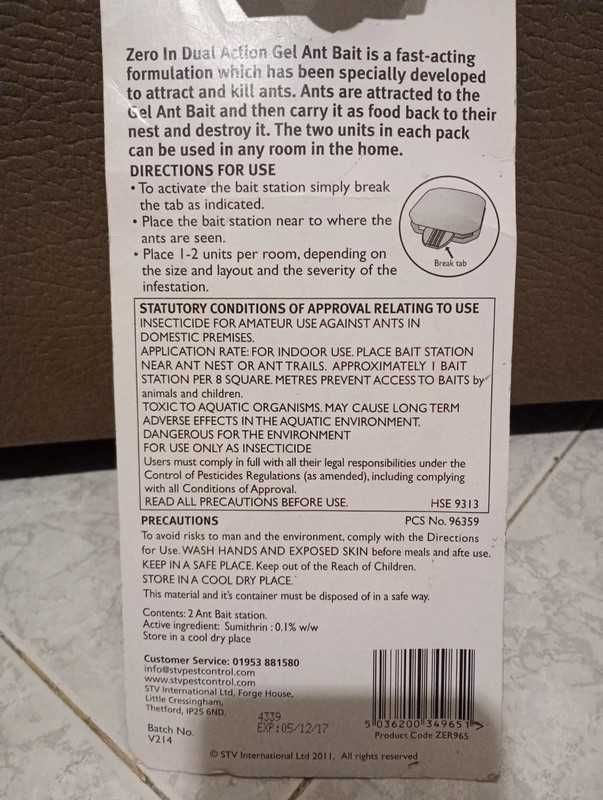 Zero In Dual Action Gel Ant Bait is a fast-acting
formulation which has been specially developed
to attract and kill ants. Ants are attracted to the
Gel Ant Bait and then carry it as food back to their
nest and destroy it. The two units in each pack
can be used in any room in the home.
DIRECTIONS FOR USE
• To activate the bait station simply break
the tab as indicated.
• Place the bait station near to where the
ants are seen.
• Place 1-2 units per room, depending on
the size and layout and the severity of the
infestation.
Break tab
STATUTORY CONDITIONS OF APPROVAL RELATING TO USE
INSECTICIDE FOR AMATEUR USE AGAINST ANTS IN
DOMESTIC PREMISES.
APPLICATION RATE: FOR INDOOR USE. PLACE BAIT STATION
NEAR ANT NEST OR ANT TRAILS. APPROXIMATELY 1 BAIT
STATION PER 8 SQUARE. METRES PREVENT ACCESS TO BAITS by
animals and children.
TOXIC TO AQUATIC ORGANISMS. MAY CAUSE LONG TERM
ADVERSE EFFECTS IN THE AQUATIC ENVIRONMENT.
DANGEROUS FOR THE ENVIRONMENT
FOR USE ONLY AS INSECTICIDE
Users must comply in full with all their legal responsibilities under the
Control of Pesticides Regulations (as amended), including complying
with all Conditions of Approval.
READ ALL PRECAUTIONS BEFORE USE. HSE 9313
PRECAUTIONS PCS No. 96359
To avoid risks to man and the environment, comply with the Directions
for Use. WASH HANDS AND EXPOSED SKIN before meals and afte use.
KEEP IN A SAFE PLACE. Keep out of the Reach of Children.
STORE IN A COOL DRY PLACE.
This material and it's container must be disposed of in a safe way.
Contents: 2 Ant Bait station.
Active ingredient: Sumithrin : 0.1% w/w
Store in a cool dry place
Customer Service: 01953 881580
info@stvpestcontrol.com
www.stvpestcontrol.com
STV International Ltd, Forge House,
Little Cressingham,
Thetford, IP25 6ND.
Batch No.
V214
4339
EXP:05/12/17
5 036200 349651 >
Product Code ZER965
© STV International Ltd 2011. All rights reserved